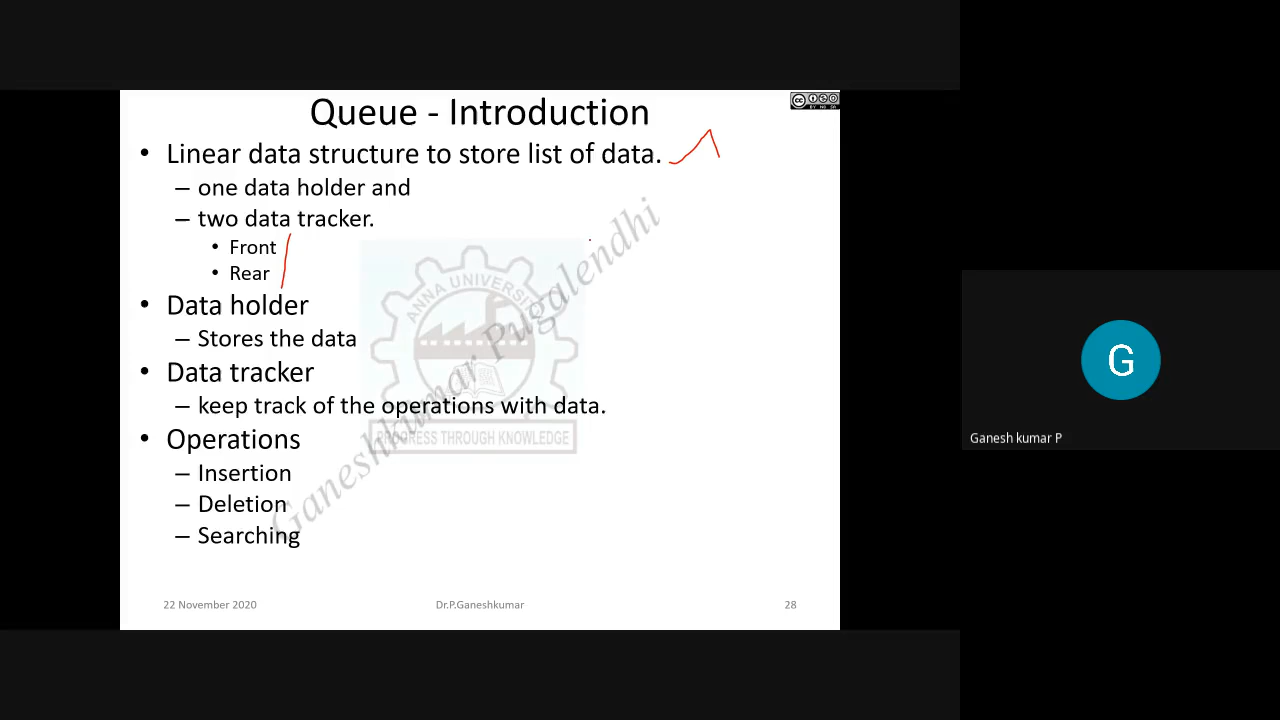 Queue - Introduction
• Linear data structure to store list of data.
– one data holder and
– two data tracker.
• Front
• Rear
• Data holder
– Stores the data
• Data tracker
– keep track of the operations with data.
• Operations
– Insertion
– Deletion
– Searching
ANNA UNIVERSITY
PROGRESS THROUGH KNOWLEDGE
Ganeshkumar Pugalendhi
22 November 2020
Dr.P.Ganeshkumar
28
G
Ganesh kumar P